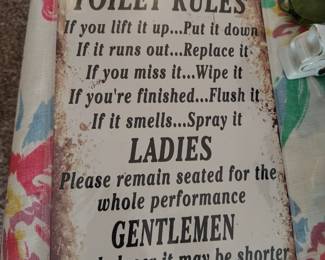 TOILET RULES
If you lift it up...Put it down
If it runs out...Replace it
If you miss it...Wipe it
If you're finished...Flush it
If it smells...Spray it
LADIES
Please remain seated for the
whole performance
GENTLEMEN
it may be shorter